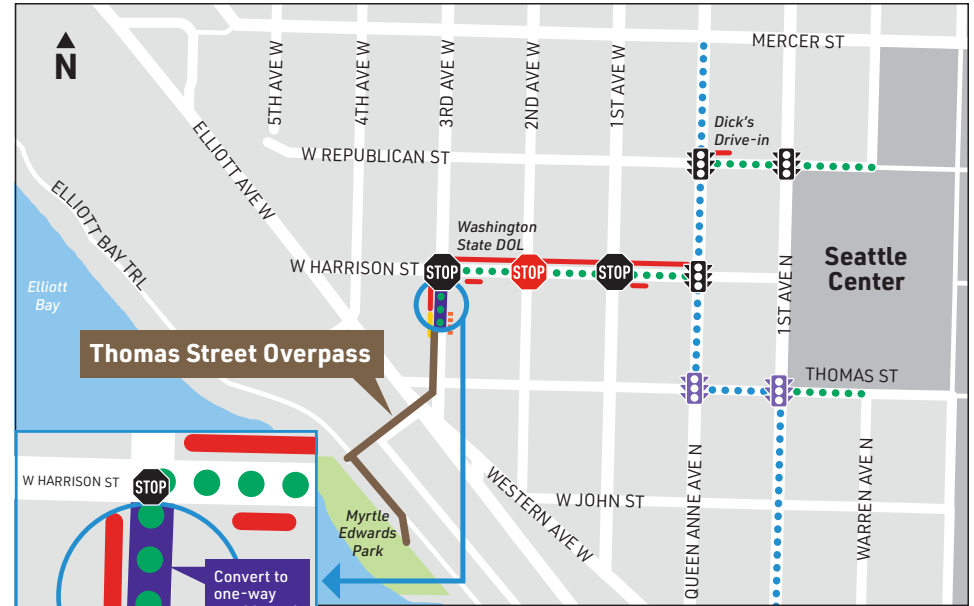 MERCER ST
N
5TH AVE W
4TH AVE W
3RD AVE W
2ND AVE W
1ST AVE W
Dick's
Drive-in
ELLIOTT AVE W
W REPUBLICAN ST
ELLIOTT BAY TRL
Washington
State DOL
W HARRISON ST
STOP
STOP
STOP
Seattle
Center
1ST AVE N
Elliott
Bay
Thomas Street Overpass
THOMAS ST
QUEEN ANNE AVE N
WARREN AVE N
WESTERN AVE W
W JOHN ST
Myrtle
Edwards
Park
W HARRISON ST
STOP
Convert to
one-way